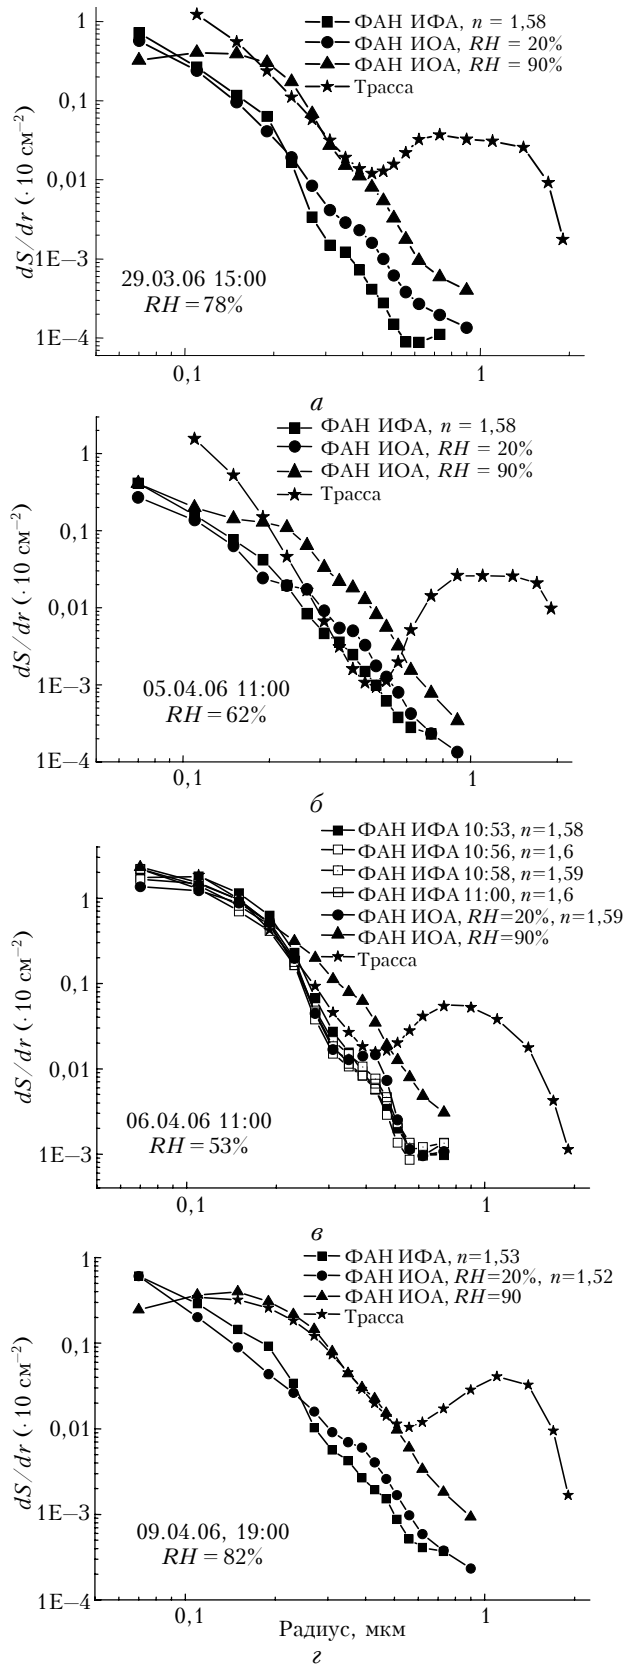 1
0,1
0,01
1E−3
1E−4
dS/dr (· 10 см⁻²)
ФАН ИФА, n = 1,58
ФАН ИОА, RH = 20%
ФАН ИОА, RH = 90%
Трасса
29.03.06 15:00
RH = 78%
0,1
1
а
1
0,1
0,01
1E−3
1E−4
dS/dr (· 10 см⁻²)
ФАН ИФА, n = 1,58
ФАН ИОА, RH = 20%
ФАН ИОА, RH = 90%
Трасса
05.04.06 11:00
RH = 62%
0,1
1
б
1
0,1
0,01
1E−3
dS/dr (· 10 см⁻²)
ФАН ИФА 10:53, n=1,58
ФАН ИФА 10:56, n=1,6
ФАН ИФА 10:58, n=1,59
ФАН ИФА 11:00, n=1,6
ФАН ИОА, RH=20%, n=1,59
ФАН ИОА, RH=90%
Трасса
06.04.06 11:00
RH = 53%
0,1
1
в
1
0,1
0,01
1E−3
1E−4
dS/dr (· 10 см⁻²)
ФАН ИФА, n=1,53
ФАН ИОА, RH=20%, n=1,52
ФАН ИОА, RH=90
Трасса
09.04.06, 19:00
RH = 82%
0,1
1
Радиус, мкм
г